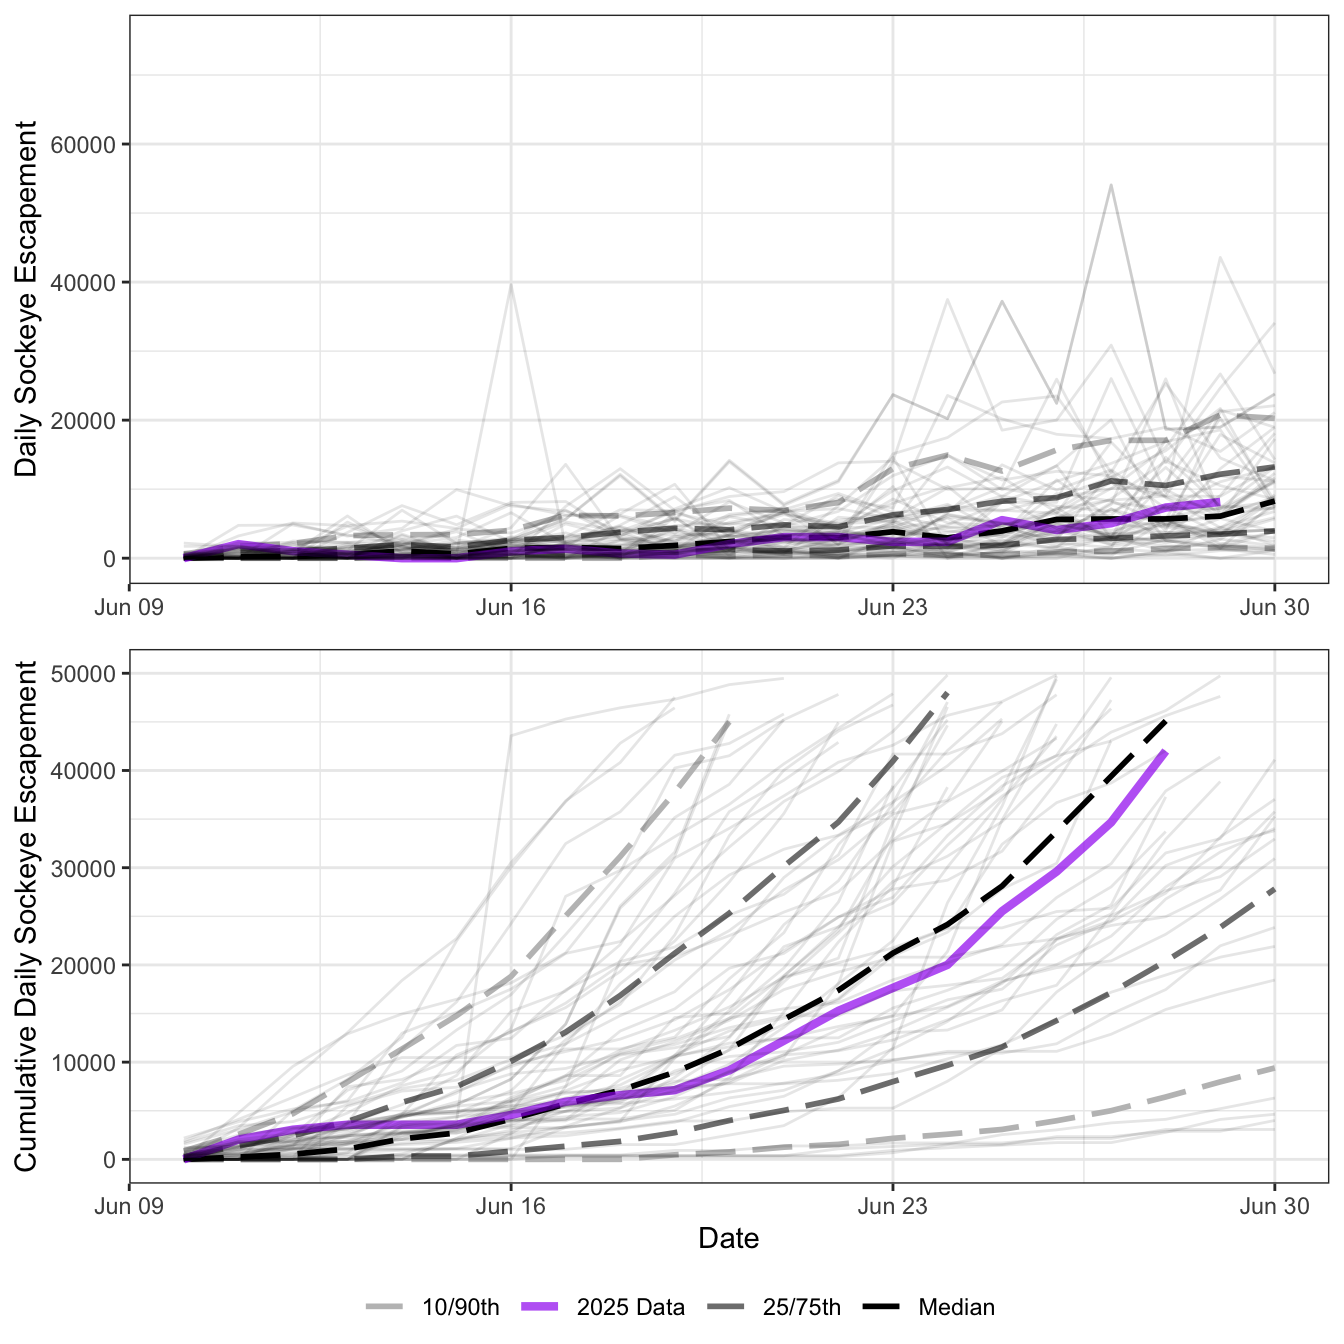 Daily Sockeye Escapement
60000
40000
20000
0
Jun 09 Jun 16 Jun 23 Jun 30
Cumulative Daily Sockeye Escapement
50000
40000
30000
20000
10000
0
Jun 09 Jun 16 Jun 23 Jun 30
Date
10/90th 2025 Data 25/75th Median